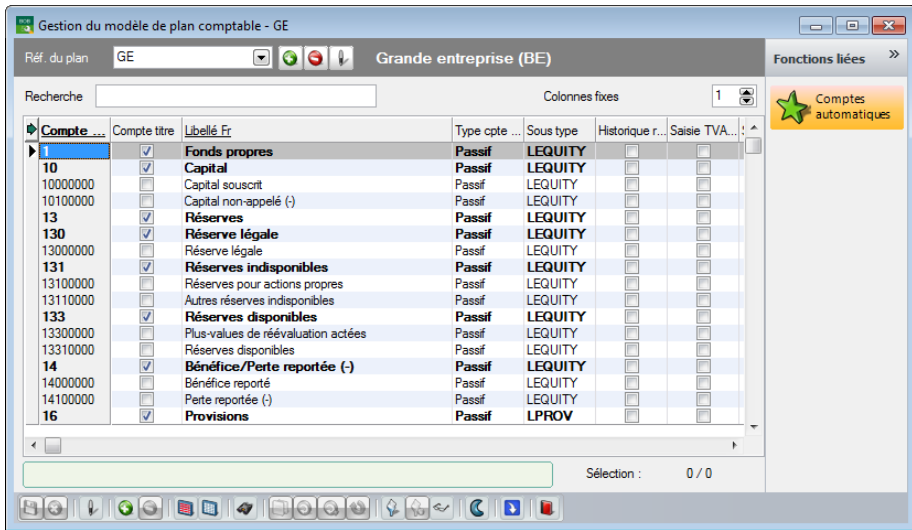 Gestion du modèle de plan comptable - GE
Réf. du plan GE Grande entreprise (BE)
Fonctions liées »
Recherche Colonnes fixes 1
Comptes automatiques
Compte ... Compte titre Libellé Fr Type cpte ... Sous type Historique r... Saisie TVA...
1 Fonds propres Passif LEQUITY
10 Capital Passif LEQUITY
10000000 Capital souscrit Passif LEQUITY
10100000 Capital non-appelé (-) Passif LEQUITY
13 Réserves Passif LEQUITY
130 Réserve légale Passif LEQUITY
13000000 Réserve légale Passif LEQUITY
131 Réserves indisponibles Passif LEQUITY
13100000 Réserves pour actions propres Passif LEQUITY
13110000 Autres réserves indisponibles Passif LEQUITY
133 Réserves disponibles Passif LEQUITY
13300000 Plus-values de réévaluation actées Passif LEQUITY
13310000 Réserves disponibles Passif LEQUITY
14 Bénéfice/Perte reportée (-) Passif LEQUITY
14000000 Bénéfice reporté Passif LEQUITY
14100000 Perte reportée (-) Passif LEQUITY
16 Provisions Passif LPROV
Sélection : 0 / 0